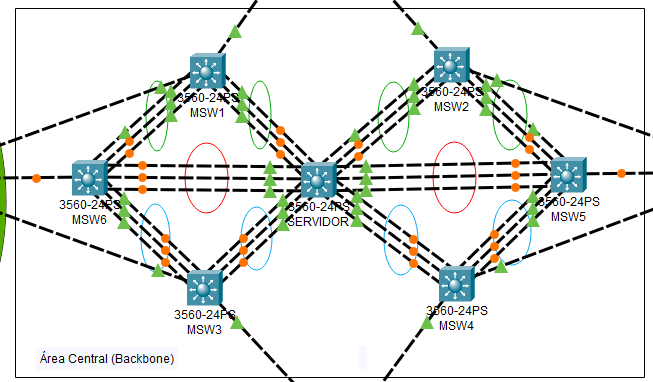 3560-24PS
MSW1
3560-24PS
MSW2
3560-24PS
MSW6
3560-24PS
SERVIDOR
3560-24PS
MSW5
3560-24PS
MSW3
3560-24PS
MSW4
Área Central (Backbone)